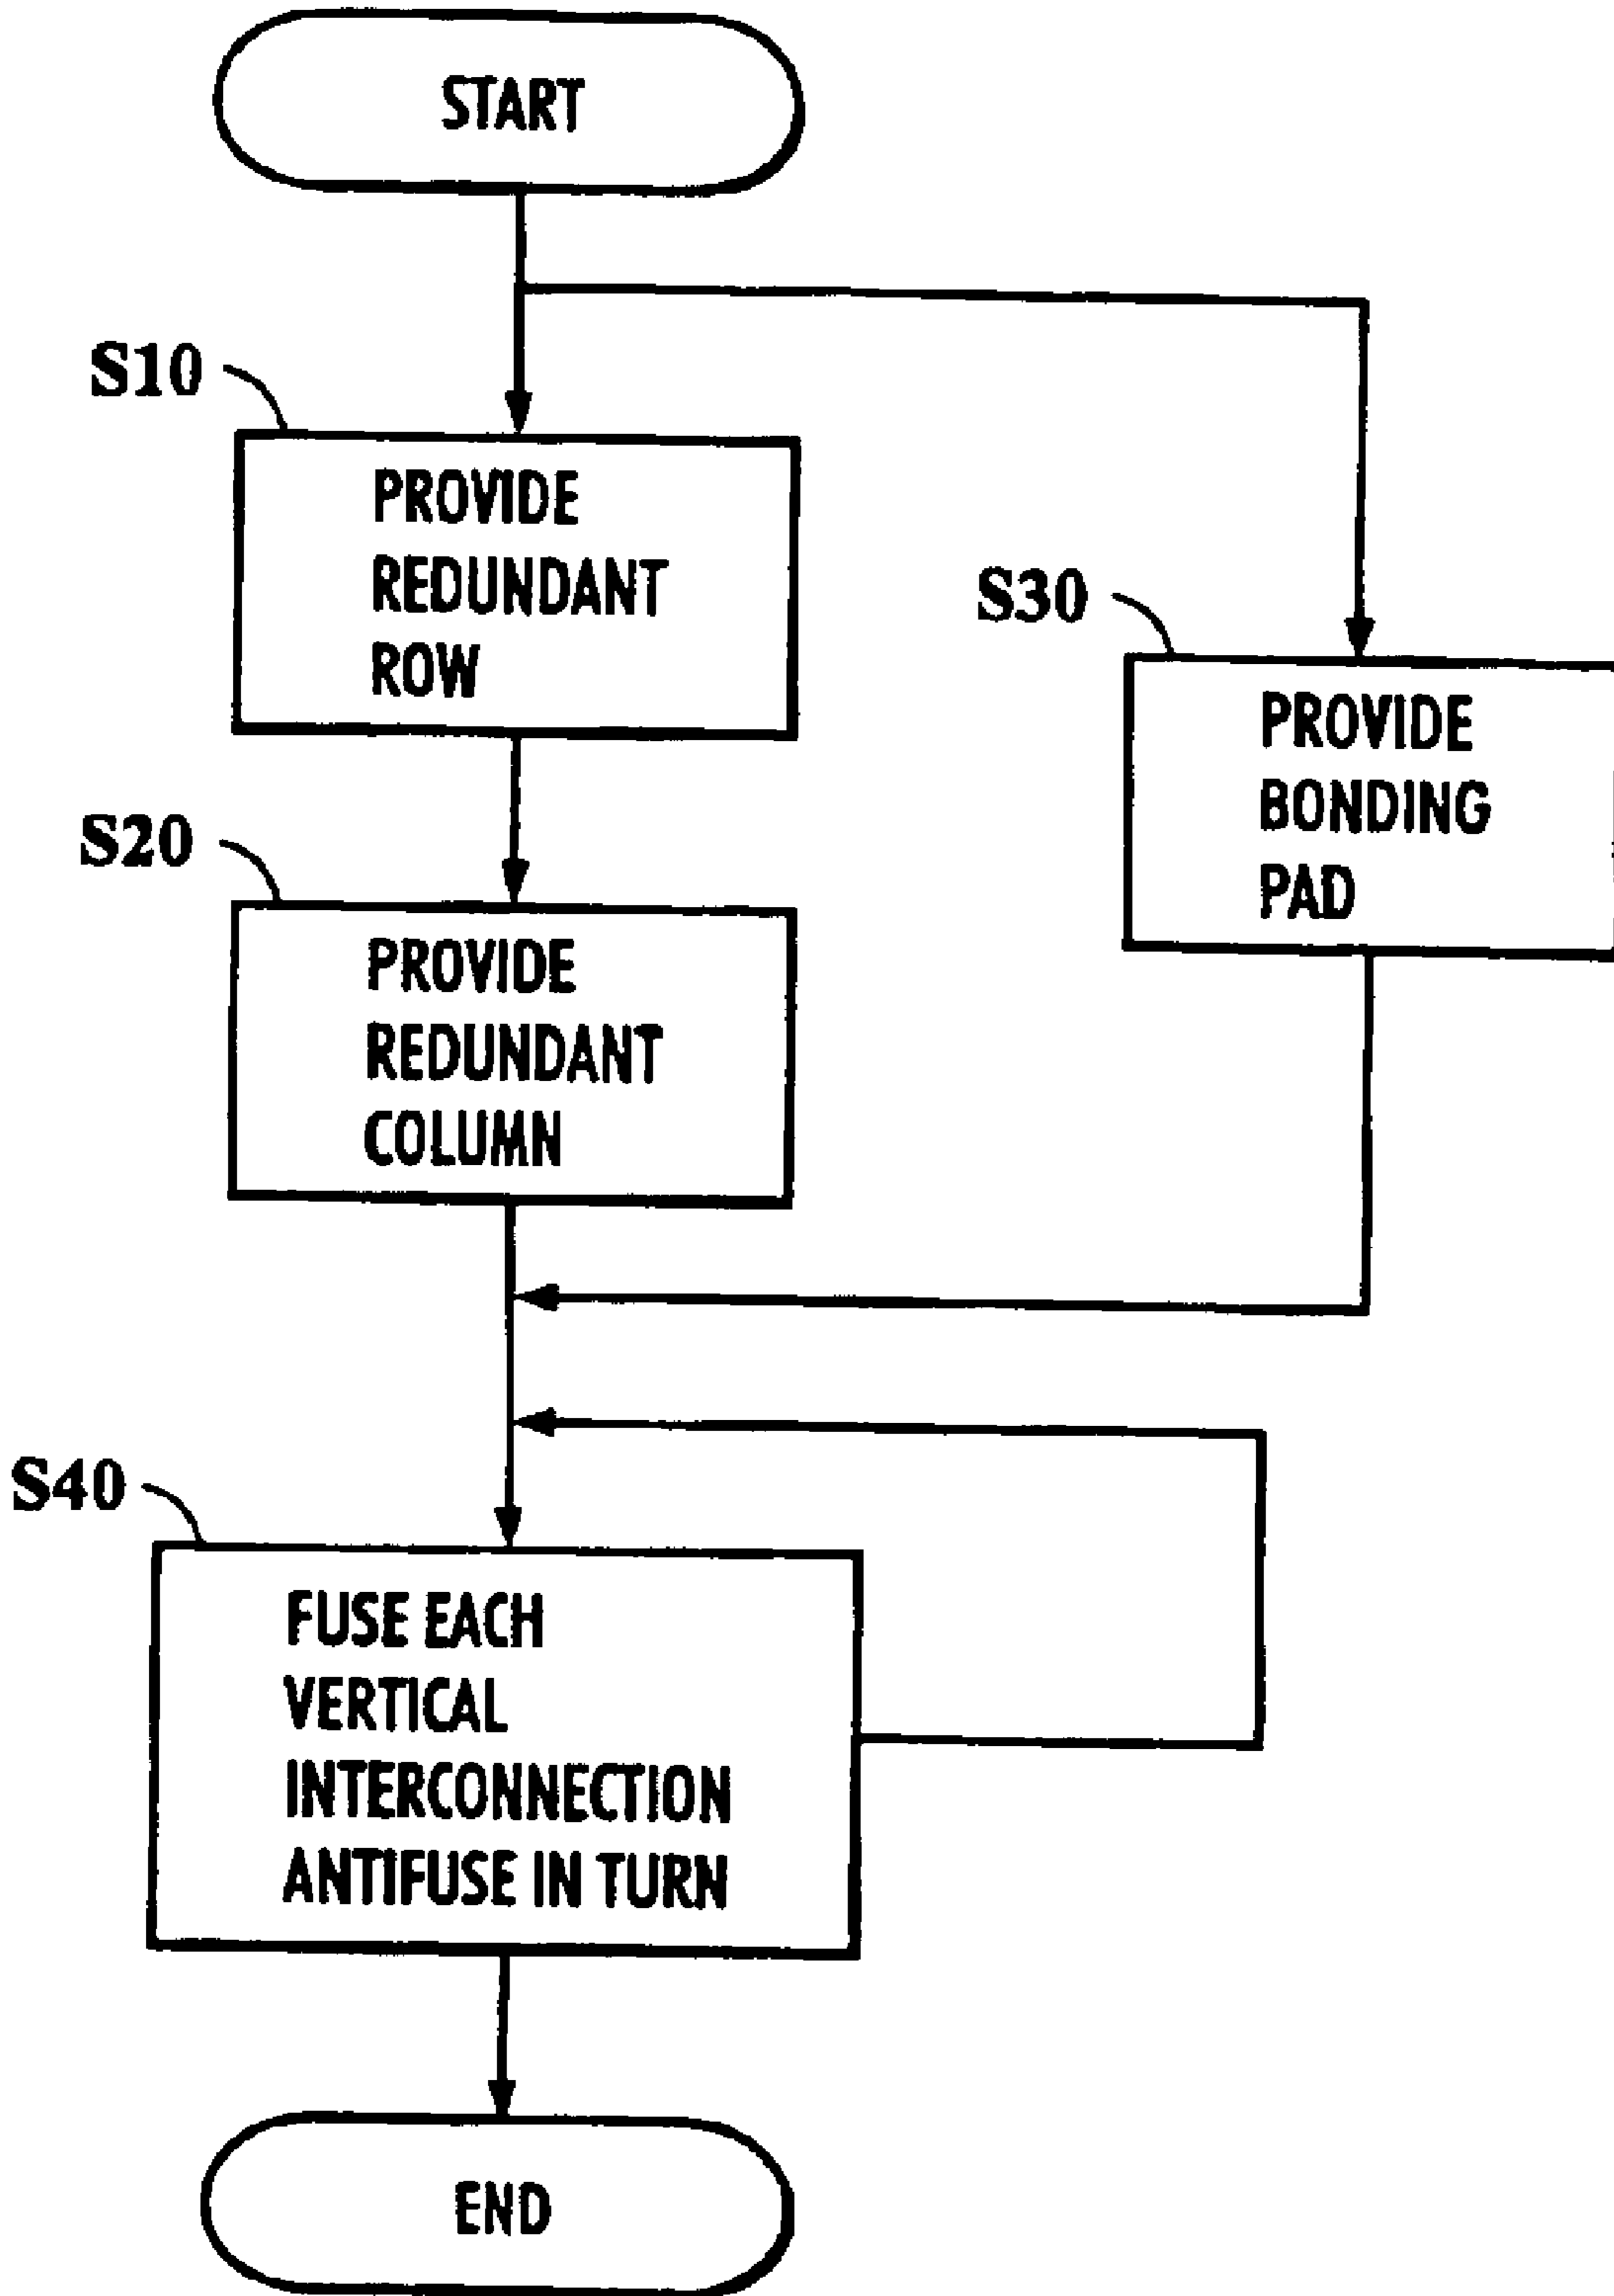 START
S10
PROVIDE
REDUNDANT
ROW
S30
PROVIDE
BONDING
PAD
S20
PROVIDE
REDUNDANT
COLUMN
S40
FUSE EACH
VERTICAL
INTERCONNECTION
ANTIFUSE IN TURN
END